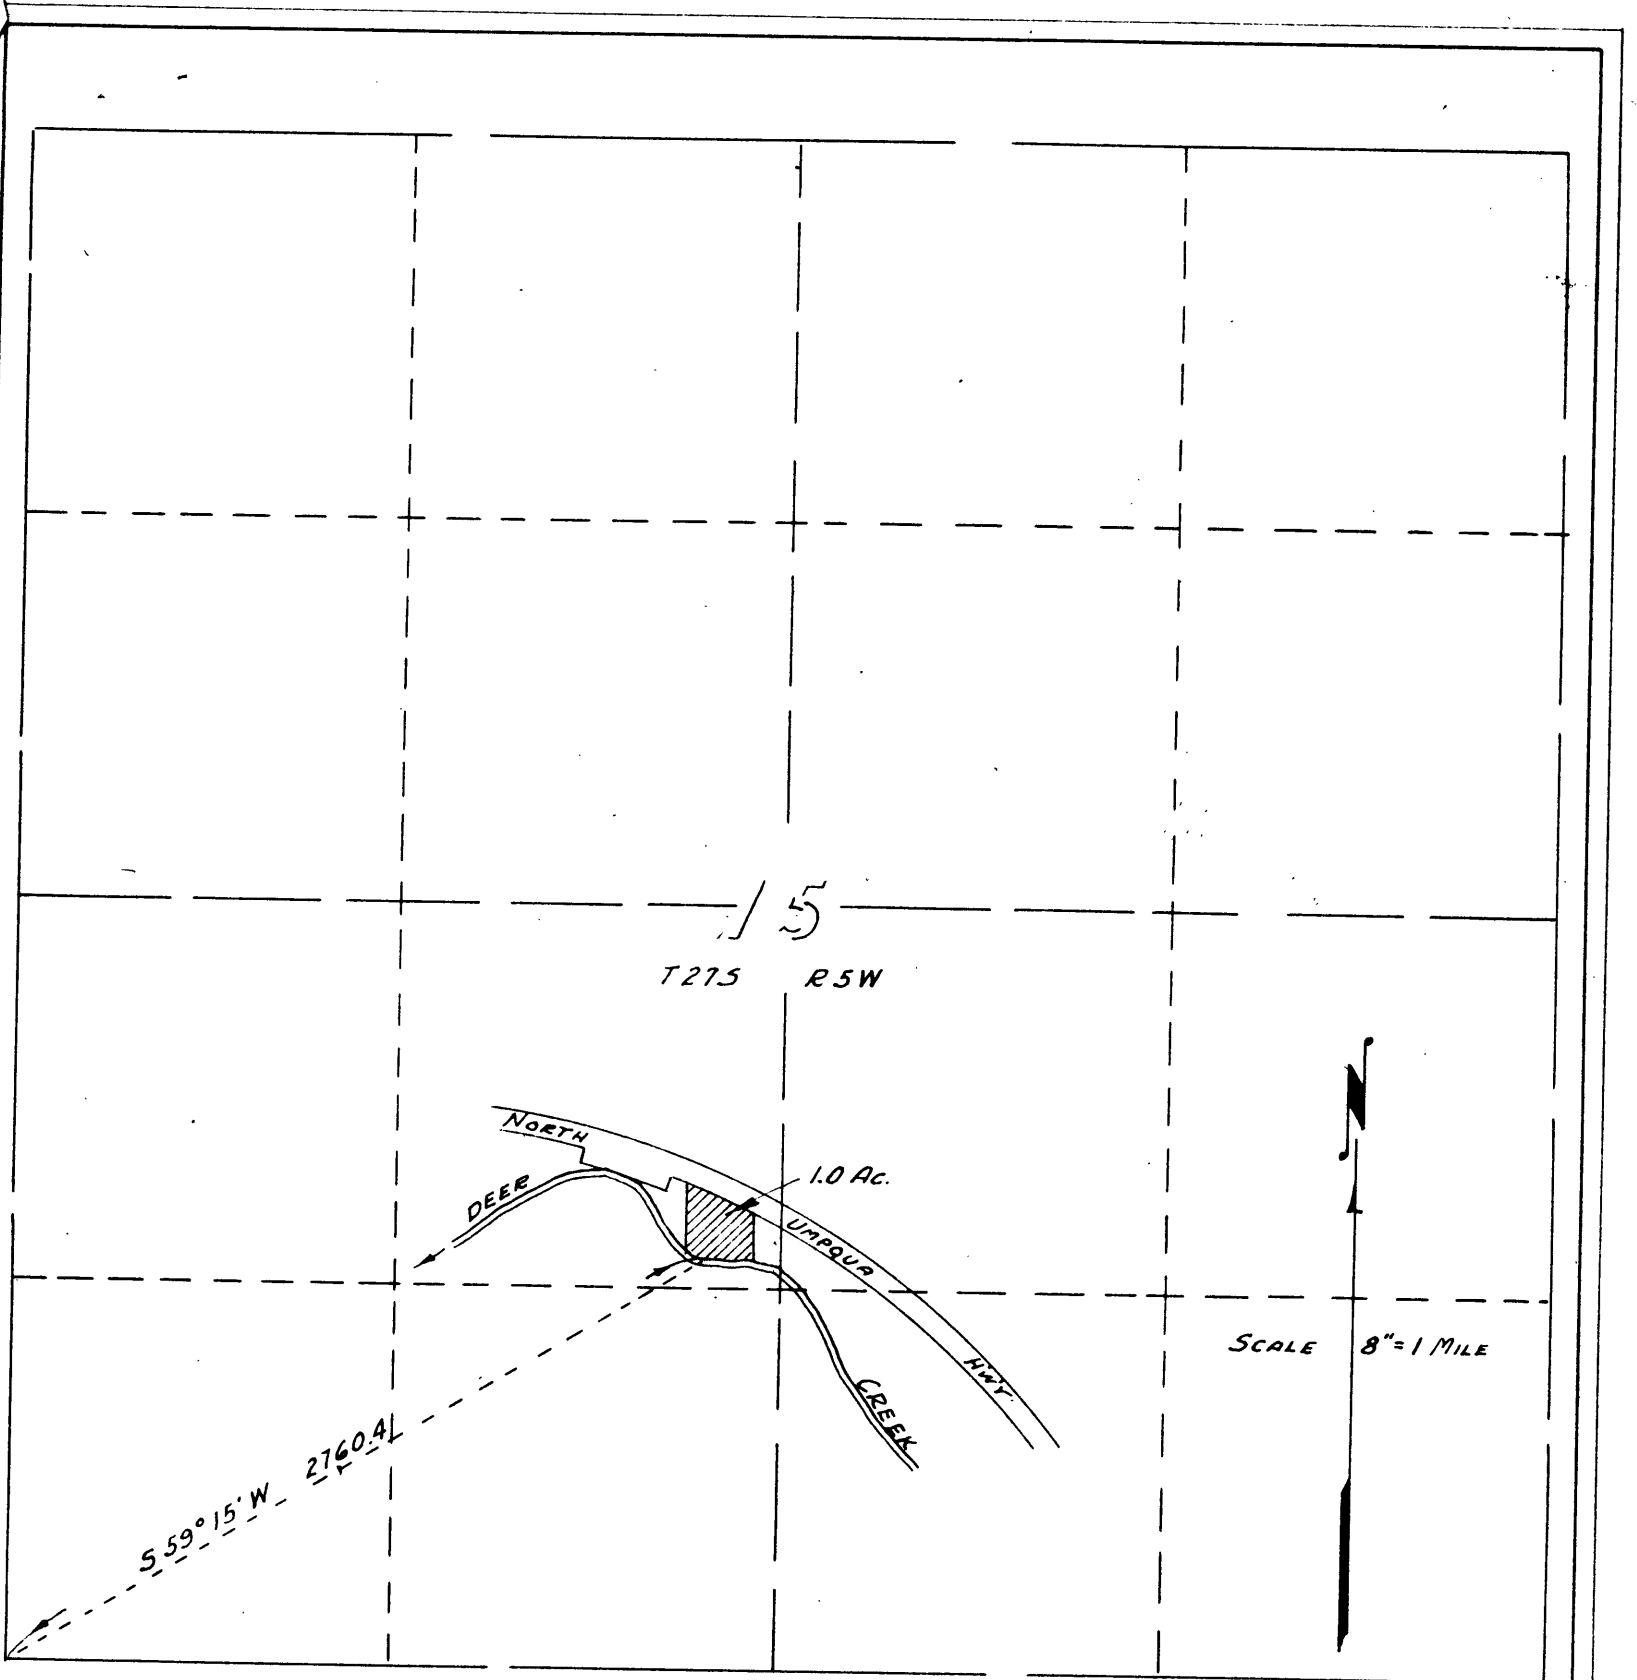 15
T27S R5W
N
NORTH
1.0 AC.
DEER
UMPQUA
SCALE 8"=1 MILE
HWY.
CREEK
2760.4
S 59° 15' W